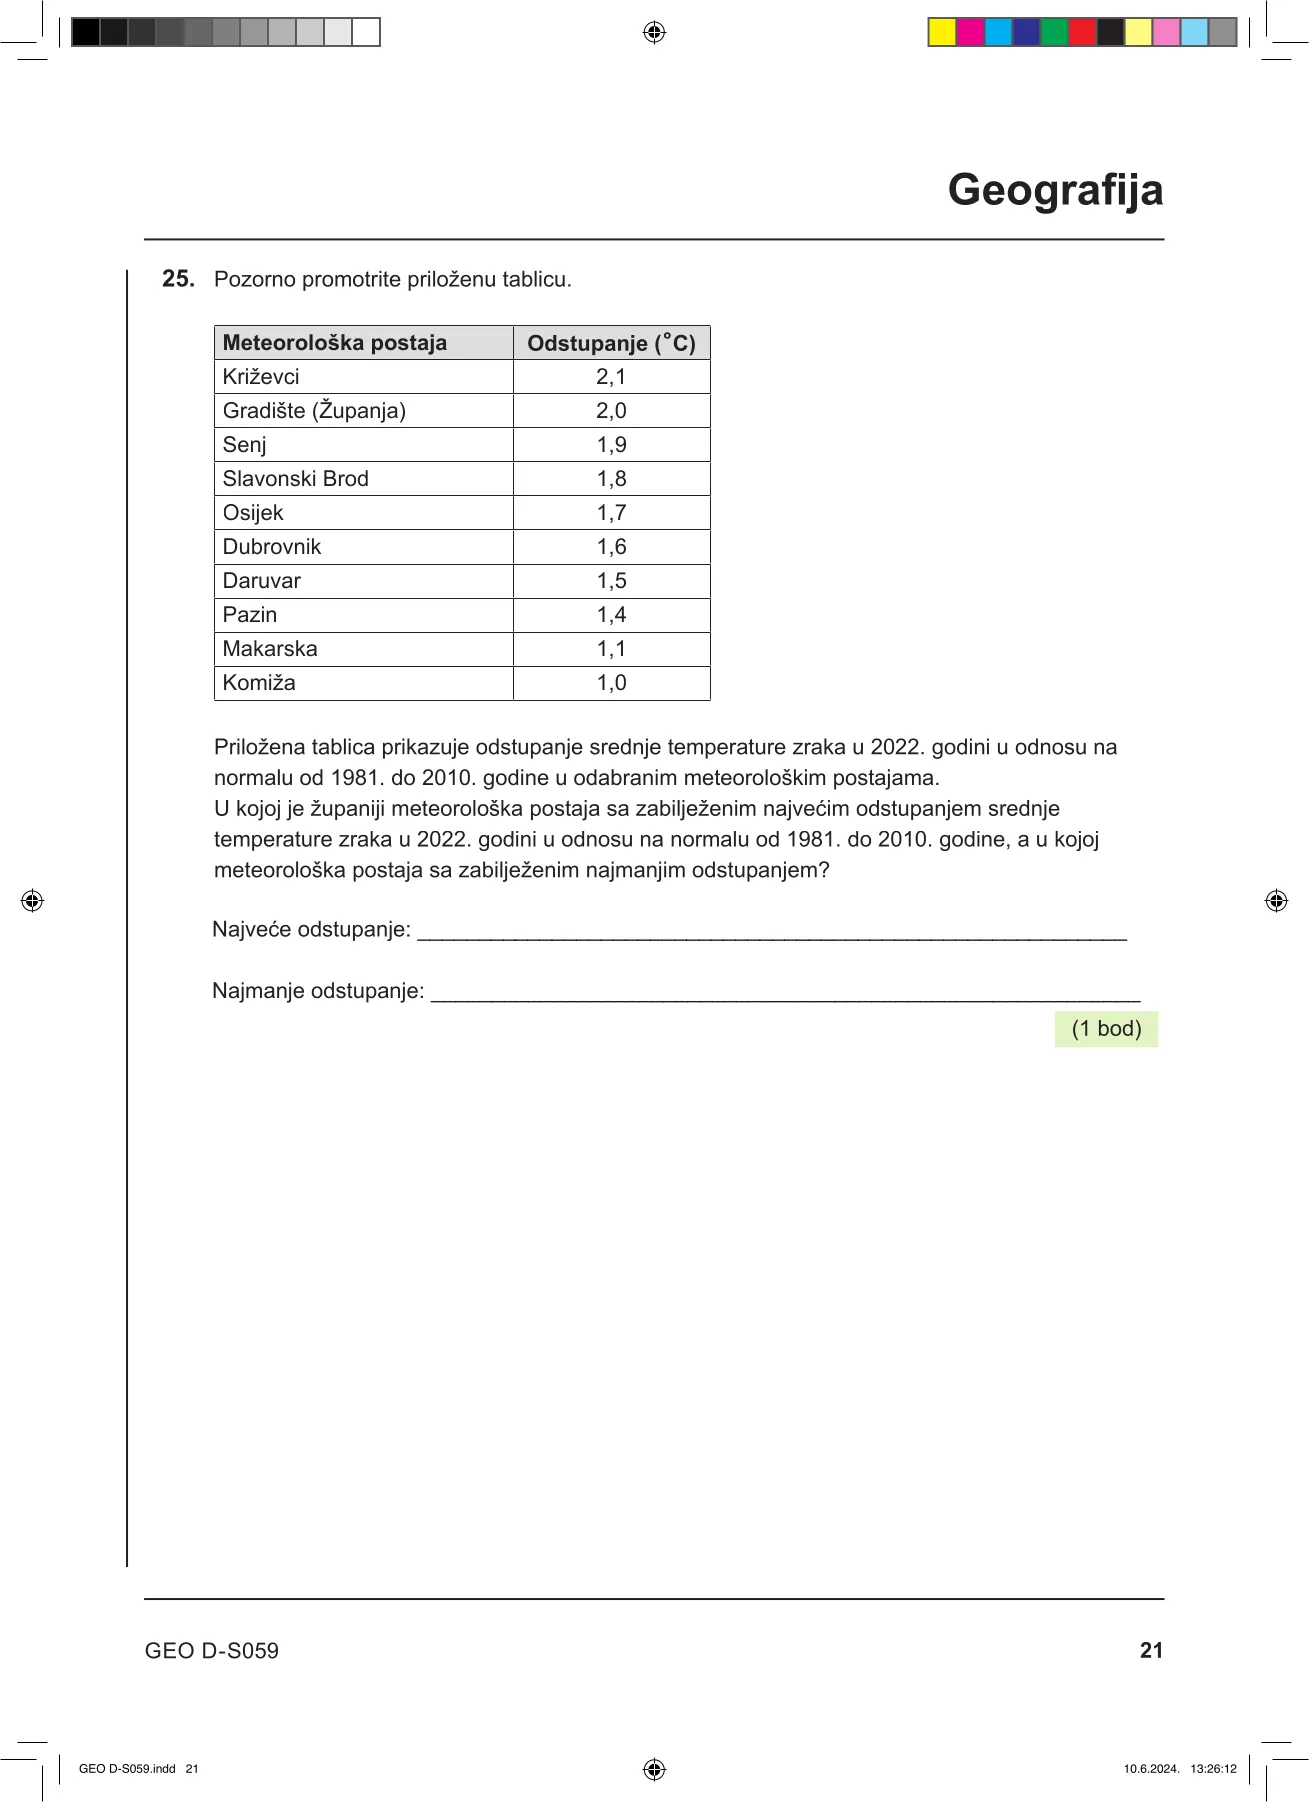 Geografija
25. Pozorno promotrite priloženu tablicu.
Meteorološka postaja Odstupanje (°C)
Križevci 2,1
Gradište (Županja) 2,0
Senj 1,9
Slavonski Brod 1,8
Osijek 1,7
Dubrovnik 1,6
Daruvar 1,5
Pazin 1,4
Makarska 1,1
Komiža 1,0
Priložena tablica prikazuje odstupanje srednje temperature zraka u 2022. godini u odnosu na
normalu od 1981. do 2010. godine u odabranim meteorološkim postajama.
U kojoj je županiji meteorološka postaja sa zabilježenim najvećim odstupanjem srednje
temperature zraka u 2022. godini u odnosu na normalu od 1981. do 2010. godine, a u kojoj
meteorološka postaja sa zabilježenim najmanjim odstupanjem?
Najveće odstupanje: ____________________________________________________________
Najmanje odstupanje: ____________________________________________________________
(1 bod)
GEO D-S059 21
GEO D-S059.indd 21 10.6.2024. 13:26:12